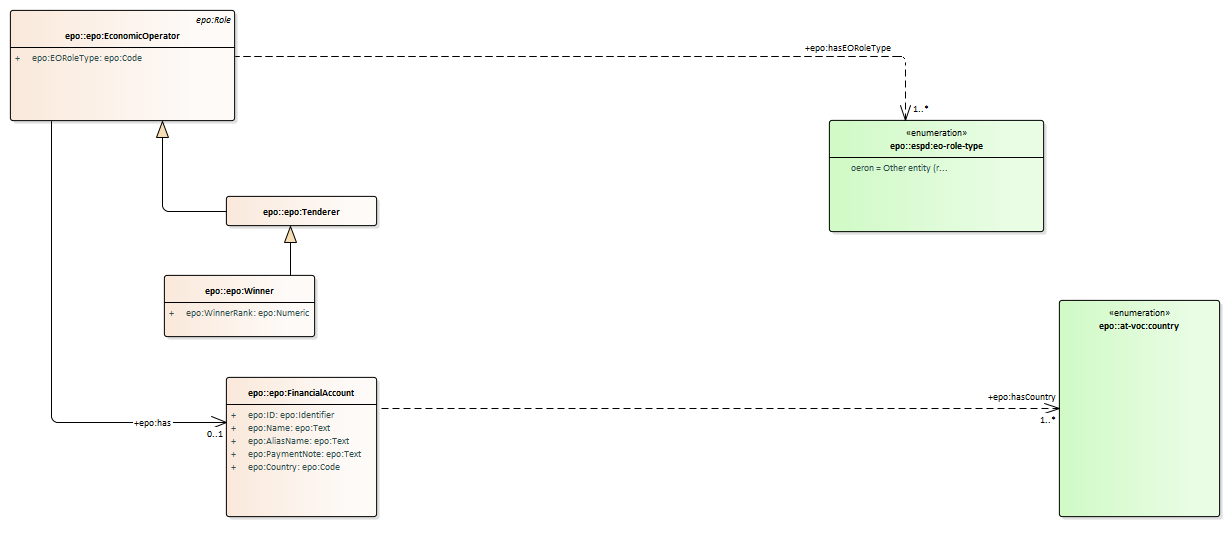 epo:Role
epo::epo:EconomicOperator
+ epo:EORoleType: epo:Code
+epo:hasEORoleType
1..*
«enumeration»
epo::espd:eo-role-type
oeron = Other entity (r...
epo::epo:Tenderer
epo::epo:Winner
+ epo:WinnerRank: epo:Numeric
«enumeration»
epo::at-voc:country
epo::epo:FinancialAccount
+ epo:ID: epo:Identifier
+ epo:Name: epo:Text
+ epo:AliasName: epo:Text
+ epo:PaymentNote: epo:Text
+ epo:Country: epo:Code
+epo:has
0..1
+epo:hasCountry
1..*